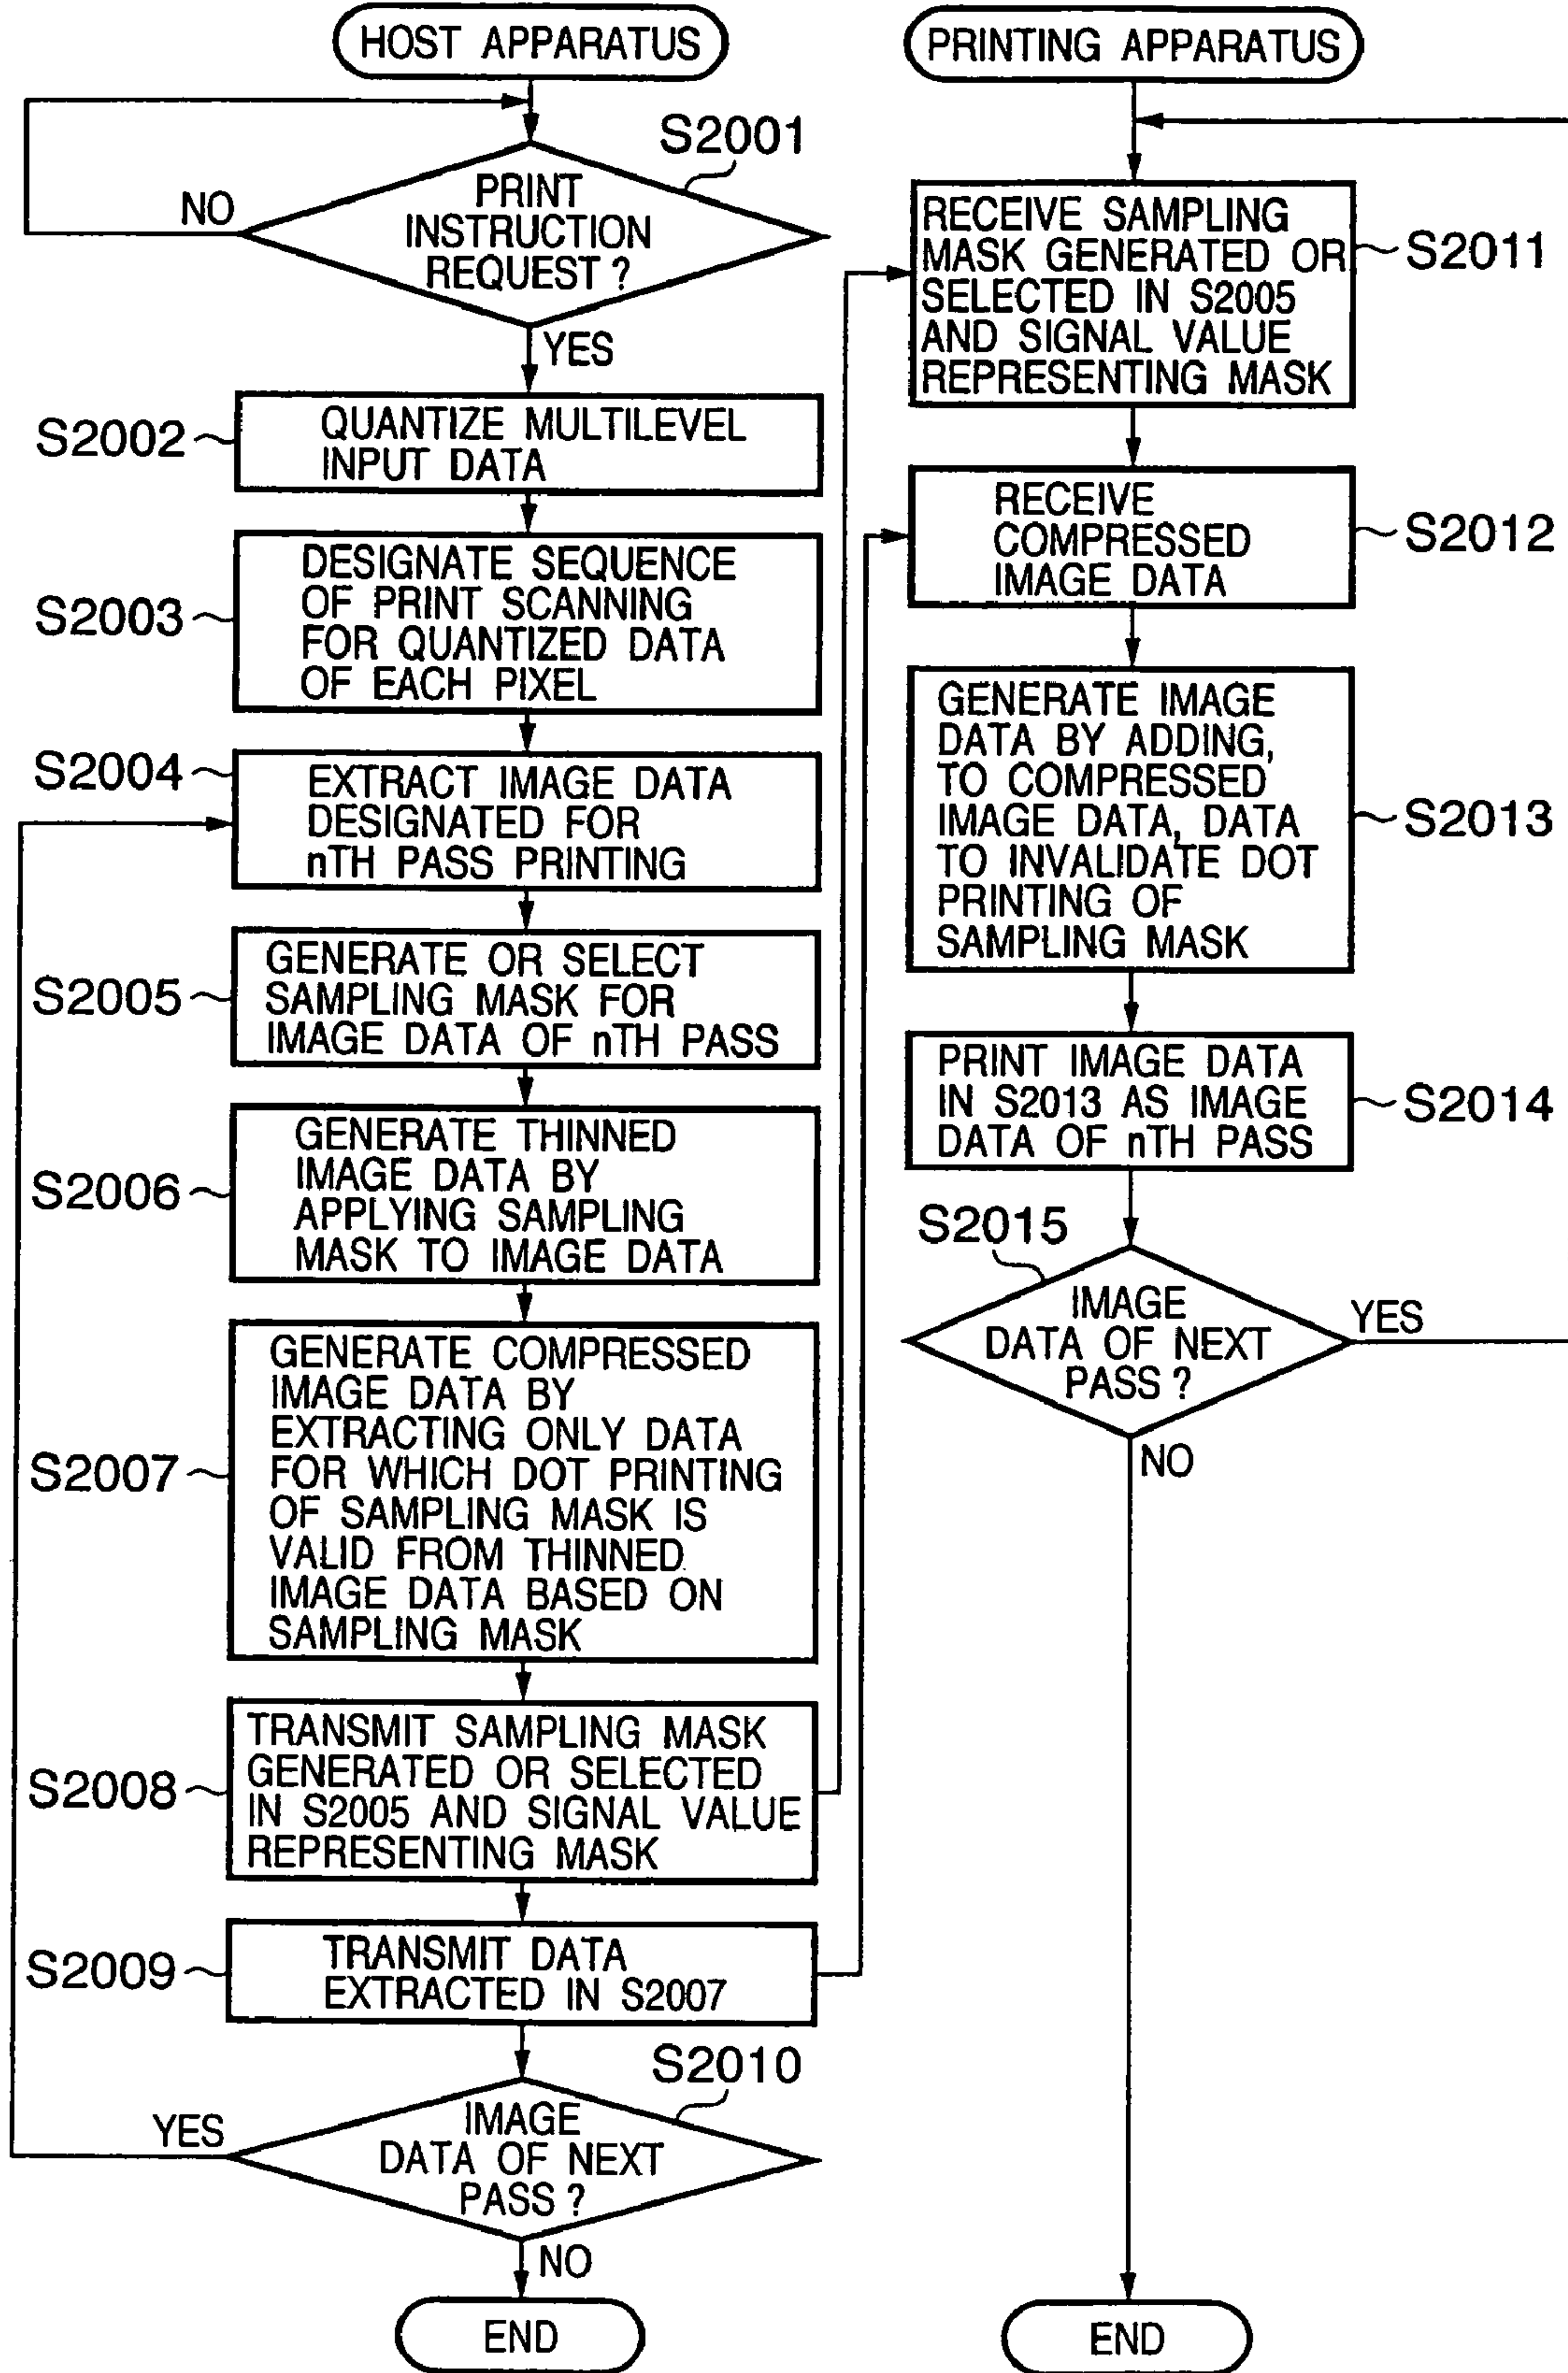 HOST APPARATUS
S2001
PRINT
INSTRUCTION
REQUEST ?
NO
YES
S2002
QUANTIZE MULTILEVEL
INPUT DATA
S2003
DESIGNATE SEQUENCE
OF PRINT SCANNING
FOR QUANTIZED DATA
OF EACH PIXEL
S2004
EXTRACT IMAGE DATA
DESIGNATED FOR
nTH PASS PRINTING
S2005
GENERATE OR SELECT
SAMPLING MASK FOR
IMAGE DATA OF nTH PASS
S2006
GENERATE THINNED
IMAGE DATA BY
APPLYING SAMPLING
MASK TO IMAGE DATA
S2007
GENERATE COMPRESSED
IMAGE DATA BY
EXTRACTING ONLY DATA
FOR WHICH DOT PRINTING
OF SAMPLING MASK IS
VALID FROM THINNED
IMAGE DATA BASED ON
SAMPLING MASK
S2008
TRANSMIT SAMPLING MASK
GENERATED OR SELECTED
IN S2005 AND SIGNAL VALUE
REPRESENTING MASK
S2009
TRANSMIT DATA
EXTRACTED IN S2007
S2010
IMAGE
DATA OF NEXT
PASS ?
YES
NO
END
PRINTING APPARATUS
S2011
RECEIVE SAMPLING
MASK GENERATED OR
SELECTED IN S2005
AND SIGNAL VALUE
REPRESENTING MASK
S2012
RECEIVE
COMPRESSED
IMAGE DATA
S2013
GENERATE IMAGE
DATA BY ADDING,
TO COMPRESSED
IMAGE DATA, DATA
TO INVALIDATE DOT
PRINTING OF
SAMPLING MASK
S2014
PRINT IMAGE DATA
IN S2013 AS IMAGE
DATA OF nTH PASS
S2015
IMAGE
DATA OF NEXT
PASS ?
YES
NO
END